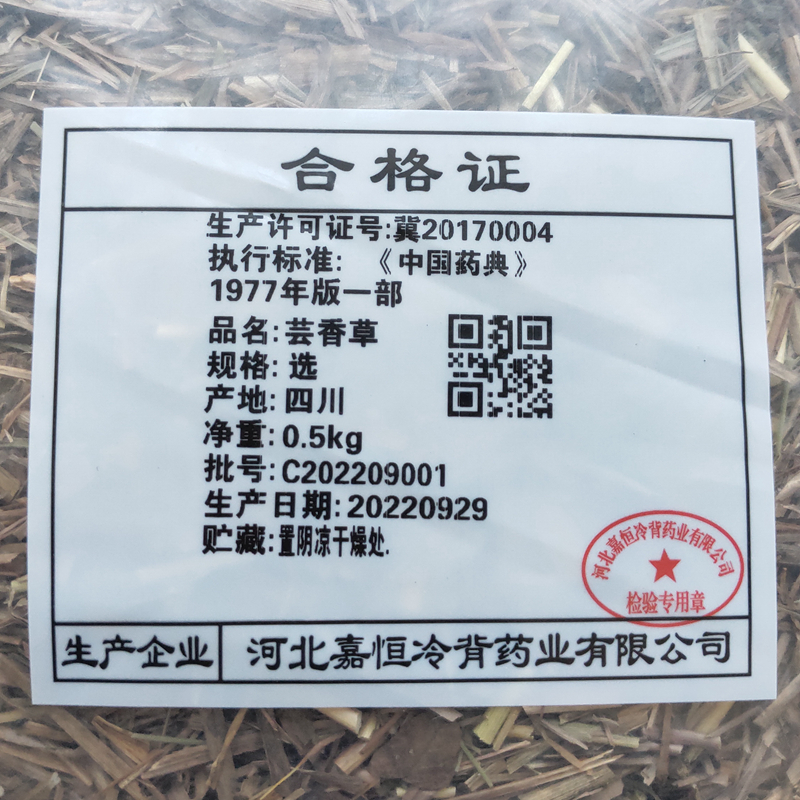 合格证
生产许可证号:冀20170004
执行标准:《中国药典》
1977年版一部
品名:芸香草
规格:选
产地:四川
净重:0.5kg
批号:C202209001
生产日期:20220929
贮藏:置阴凉干燥处.
河北嘉恒冷背药业有限公司
检验专用章
生产企业 河北嘉恒冷背药业有限公司